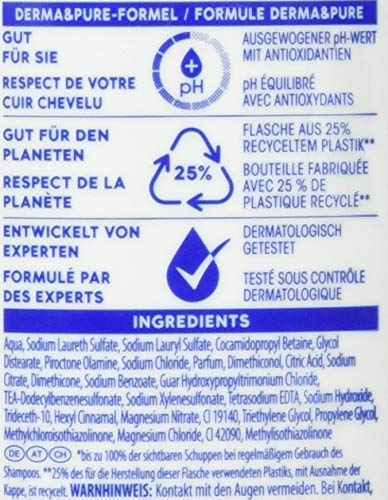 DERMA&PURE-FORMEL / FORMULE DERMA&PURE
GUT
FÜR SIE
RESPECT DE VOTRE
CUIR CHEVELU
pH
AUSGEWOGENER pH-WERT
MIT ANTIOXIDANTIEN
pH ÉQUILIBRÉ
AVEC ANTIOXYDANTS
GUT FÜR DEN
PLANETEN
RESPECT DE LA
PLANÈTE
25%
FLASCHE AUS 25%
RECYCELTEM PLASTIK**
BOUTEILLE FABRIQUÉE
AVEC 25 % DE
PLASTIQUE RECYCLÉ**
ENTWICKELT VON
EXPERTEN
FORMULÉ PAR
DES EXPERTS
DERMATOLOGISCH
GETESTET
TESTÉ SOUS CONTRÔLE
DERMATOLOGIQUE
INGREDIENTS
Aqua, Sodium Laureth Sulfate, Sodium Lauryl Sulfate, Cocamidopropyl Betaine, Glycol
Distearate, Piroctone Olamine, Sodium Chloride, Parfum, Dimethiconol, Citric Acid, Sodium
Citrate, Dimethicone, Sodium Benzoate, Guar Hydroxypropyltrimonium Chloride,
TEA-Dodecylbenzenesulfonate, Sodium Xylenesulfonate, Tetrasodium EDTA, Sodium Hydroxide,
Trideceth-10, Hexyl Cinnamal, Magnesium Nitrate, CI 19140, Triethylene Glycol, Propylene Glycol,
Methylchloroisothiazolinone, Magnesium Chloride, CI 42090, Methylisothiazolinone
DE AT CH *bis zu 100% der sichtbaren Schuppen bei regelmäßigem Gebrauch des
Shampoos. **25% des für die Herstellung dieser Flasche verwendeten Plastiks, mit Ausnahme der
Kappe, ist recycelt. WARNHINWEIS: Kontakt mit den Augen vermeiden. Bei Kontakt,